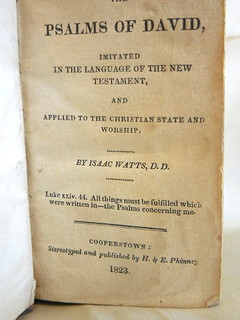 THE
PSALMS OF DAVID,
IMITATED
IN THE LANGUAGE OF THE NEW
TESTAMENT,
AND
APPLIED TO THE CHRISTIAN STATE AND
WORSHIP.
BY ISAAC WATTS, D. D.
Luke xxiv. 44. All things must be fulfilled which
were written in—the Psalms concerning me.
COOPERSTOWN:
Stereotyped and published by H. & E. Phinney
1823.